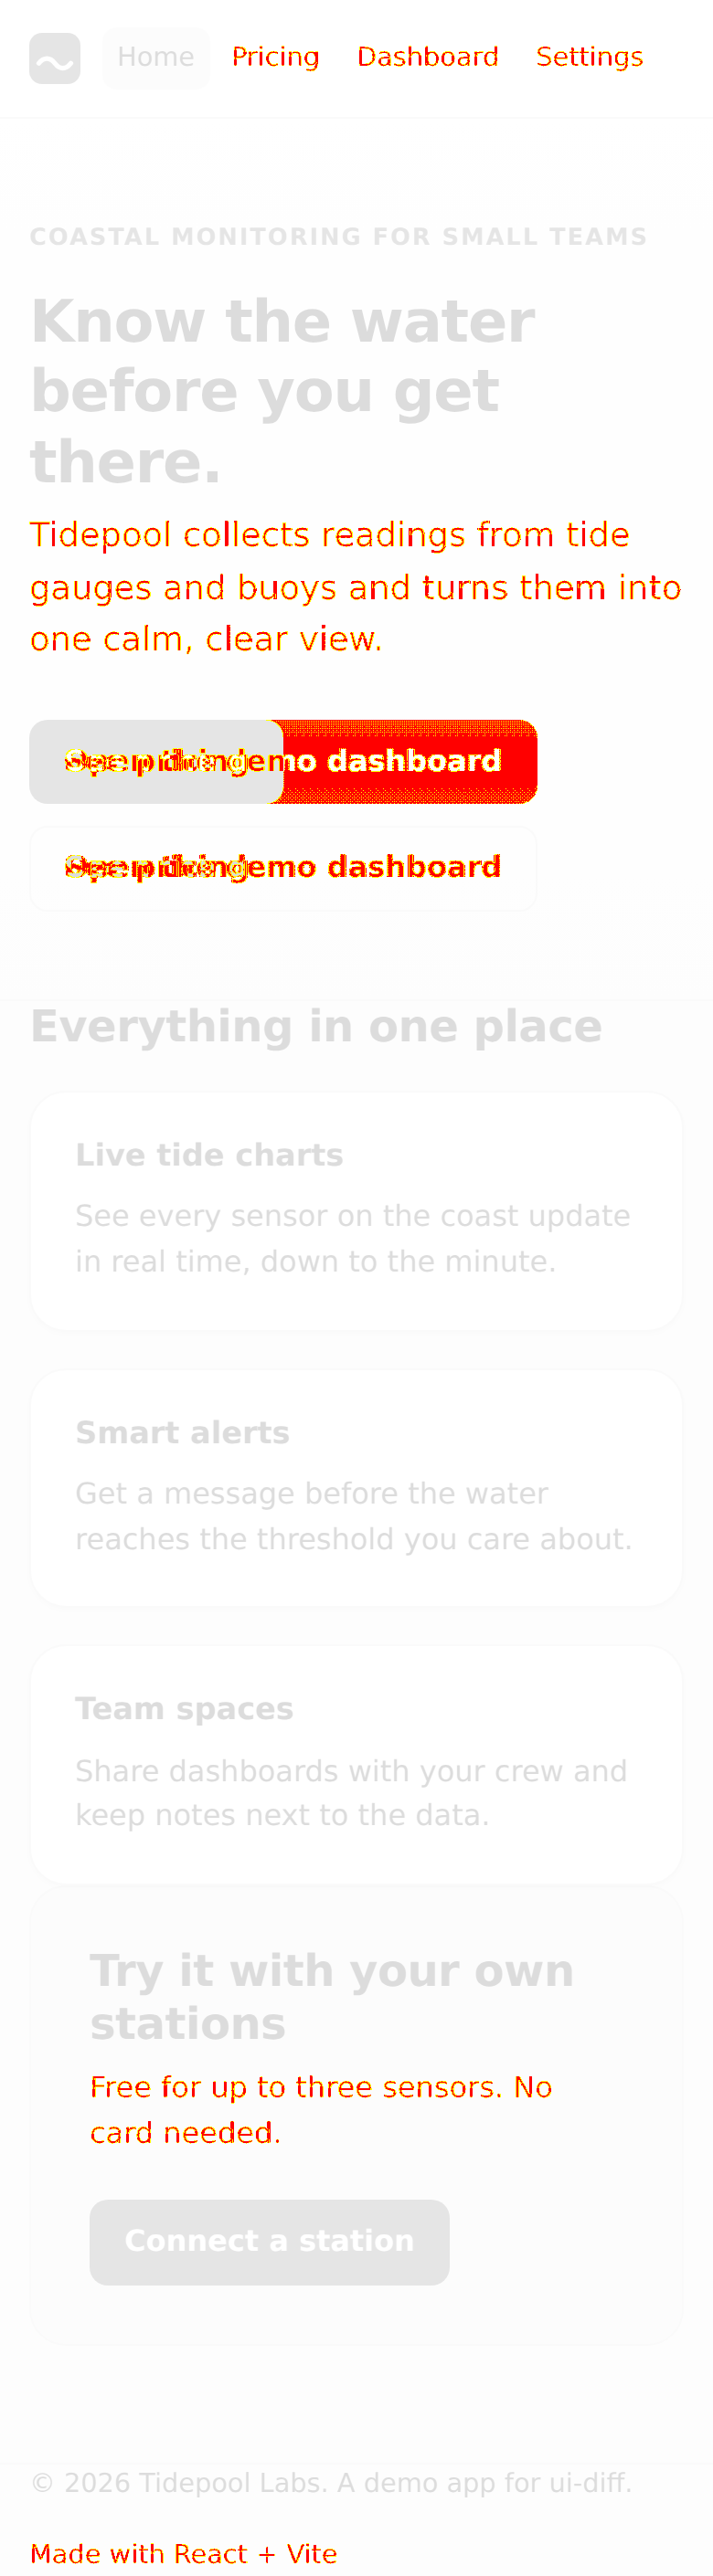 Home Pricing Dashboard Settings
COASTAL MONITORING FOR SMALL TEAMS
Know the water
before you get
there.
Tidepool collects readings from tide
gauges and buoys and turns them into
one calm, clear view.
demo dashboard
demo dashboard
Everything in one place
Live tide charts
See every sensor on the coast update
in real time, down to the minute.
Smart alerts
Get a message before the water
reaches the threshold you care about.
Team spaces
Share dashboards with your crew and
keep notes next to the data.
Try it with your own
stations
Free for up to three sensors. No
card needed.
Connect a station
© 2026 Tidepool Labs. A demo app for ui-diff.
Made with React + Vite